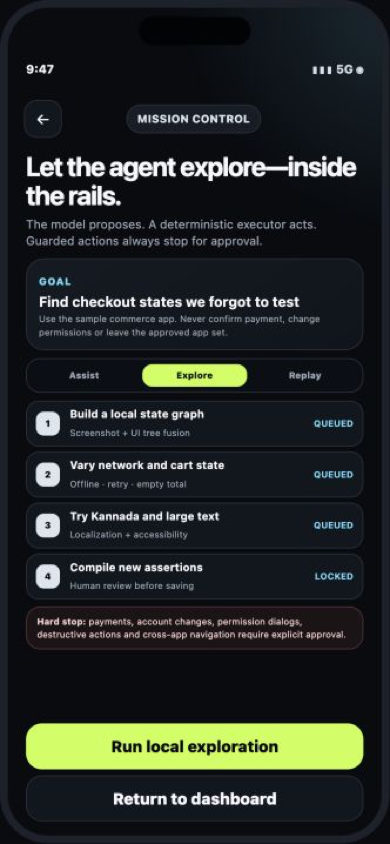 9:47
5G
←
MISSION CONTROL
Let the agent explore—inside
the rails.
The model proposes. A deterministic executor acts.
Guarded actions always stop for approval.
GOAL
Find checkout states we forgot to test
Use the sample commerce app. Never confirm payment, change
permissions or leave the approved app set.
Assist Explore Replay
1 Build a local state graph QUEUED
Screenshot + UI tree fusion
2 Vary network and cart state QUEUED
Offline · retry · empty total
3 Try Kannada and large text QUEUED
Localization + accessibility
4 Compile new assertions LOCKED
Human review before saving
Hard stop: payments, account changes, permission dialogs,
destructive actions and cross-app navigation require explicit approval.
Run local exploration
Return to dashboard